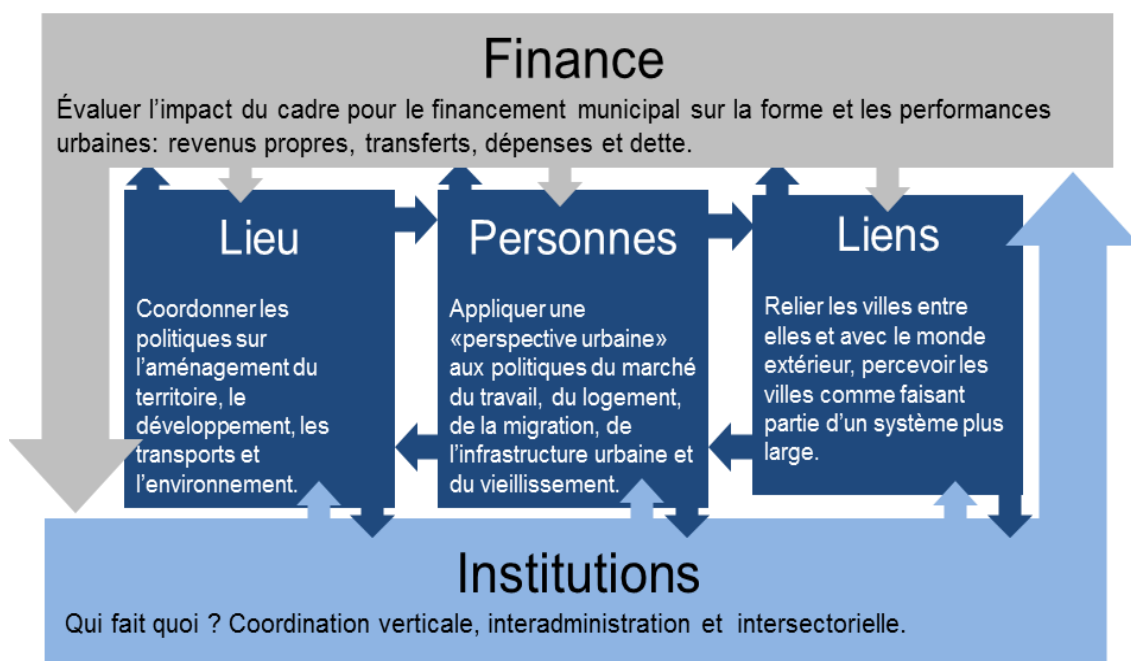 Finance
Évaluer l’impact du cadre pour le financement municipal sur la forme et les performances
urbaines: revenus propres, transferts, dépenses et dette.
Lieu
Coordonner les
politiques sur
l’aménagement du
territoire, le
développement, les
transports et
l’environnement.
Personnes
Appliquer une
«perspective urbaine»
aux politiques du marché
du travail, du logement,
de la migration, de
l’infrastructure urbaine et
du vieillissement.
Liens
Relier les villes entre
elles et avec le monde
extérieur, percevoir les
villes comme faisant
partie d’un système plus
large.
Institutions
Qui fait quoi ? Coordination verticale, interadministration et intersectorielle.